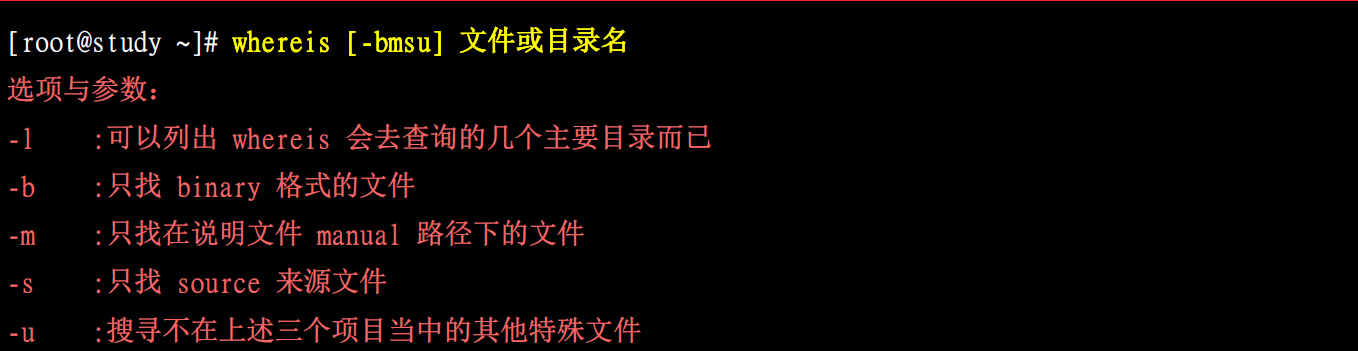 [root@study ~]# whereis [-bmsu] 文件或目录名
选项与参数：
-l    :可以列出 whereis 会去查询的几个主要目录而已
-b    :只找 binary 格式的文件
-m    :只找在说明文件 manual 路径下的文件
-s    :只找 source 来源文件
-u    :搜寻不在上述三个项目当中的其他特殊文件